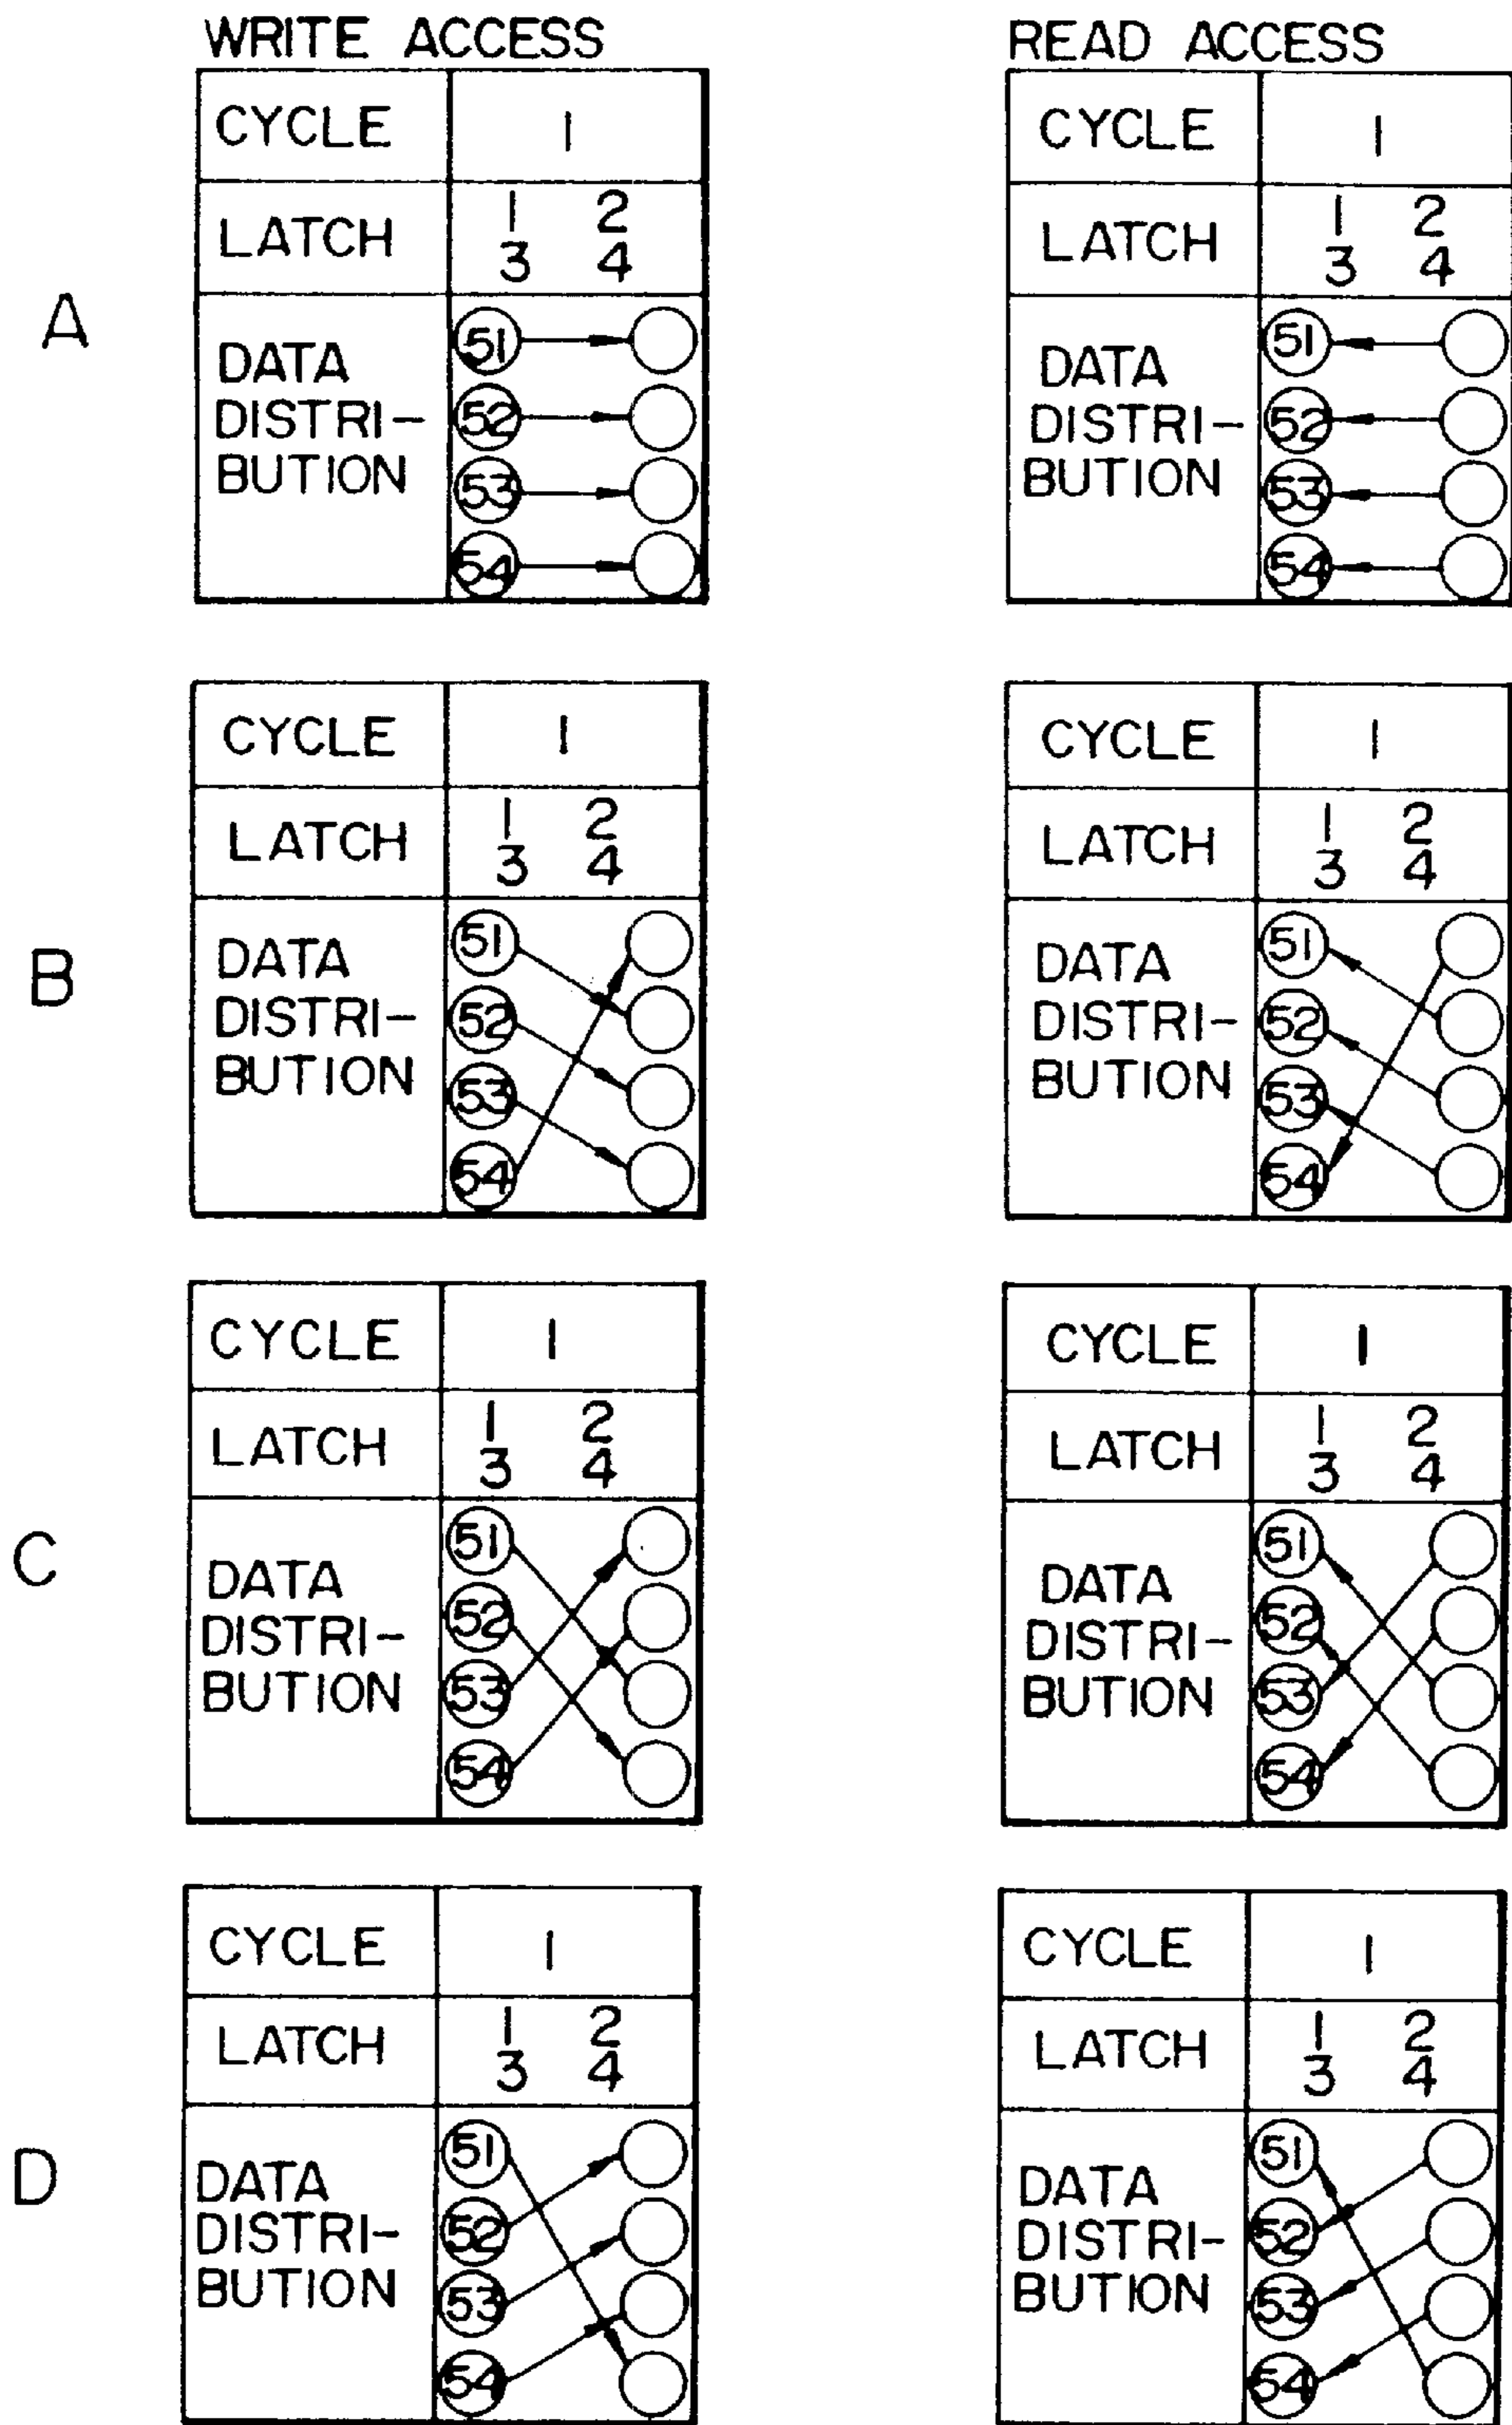 WRITE ACCESS
CYCLE 1
LATCH 1 2
3 4
A
DATA DISTRI-
BUTION
51
52
53
54
READ ACCESS
CYCLE 1
LATCH 1 2
3 4
DATA
DISTRI-
BUTION
51
52
53
54
B
CYCLE 1
LATCH 1 2
3 4
DATA
DISTRI-
BUTION
51
52
53
54
CYCLE 1
LATCH 1 2
3 4
DATA
DISTRI-
BUTION
51
52
53
54
C
CYCLE 1
LATCH 1 2
3 4
DATA
DISTRI-
BUTION
51
52
53
54
CYCLE 1
LATCH 1 2
3 4
DATA
DISTRI-
BUTION
51
52
53
54
D
CYCLE 1
LATCH 1 2
3 4
DATA
DISTRI-
BUTION
51
52
53
54
CYCLE 1
LATCH 1 2
3 4
DATA
DISTRI-
BUTION
51
52
53
54